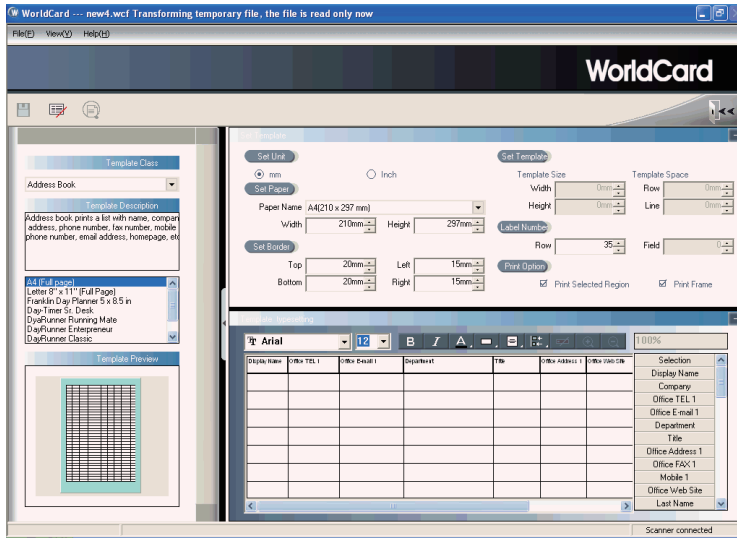 WorldCard --- new4.wcf Transforming temporary file, the file is read only now
File(F) View(V) Help(H)
WorldCard
Template Class
Address Book
Template Description
Address book prints a list with name, compan
address, phone number, fax number, mobile
phone number, email address, homepage, etc
A4 (Full page)
Letter 8" x 11" (Full Page)
Franklin Day Planner 5 x 8.5 in
Day-Timer Sr. Desk
DyaRunner Running Mate
DayRunner Enterpreneur
DayRunner Classic
Template Preview
Set Template
Set Unit
mm
Inch
Set Paper
Paper Name A4(210 x 297 mm)
Width 210mm Height 297mm
Set Border
Top 20mm Left 15mm
Bottom 20mm Right 15mm
Set Template
Template Size Template Space
Width 0mm Row 0mm
Height 0mm Line 0mm
Label Number
Row 35 Field 0
Print Option
Print Selected Region Print Frame
Arial 12 B I A 100%
Display Name Office TEL 1 Office E-mail 1 Department Title Office Address 1 Office Web Site
Selection
Display Name
Company
Office TEL 1
Office E-mail 1
Department
Title
Office Address 1
Office FAX 1
Mobile 1
Office Web Site
Last Name
Scanner connected